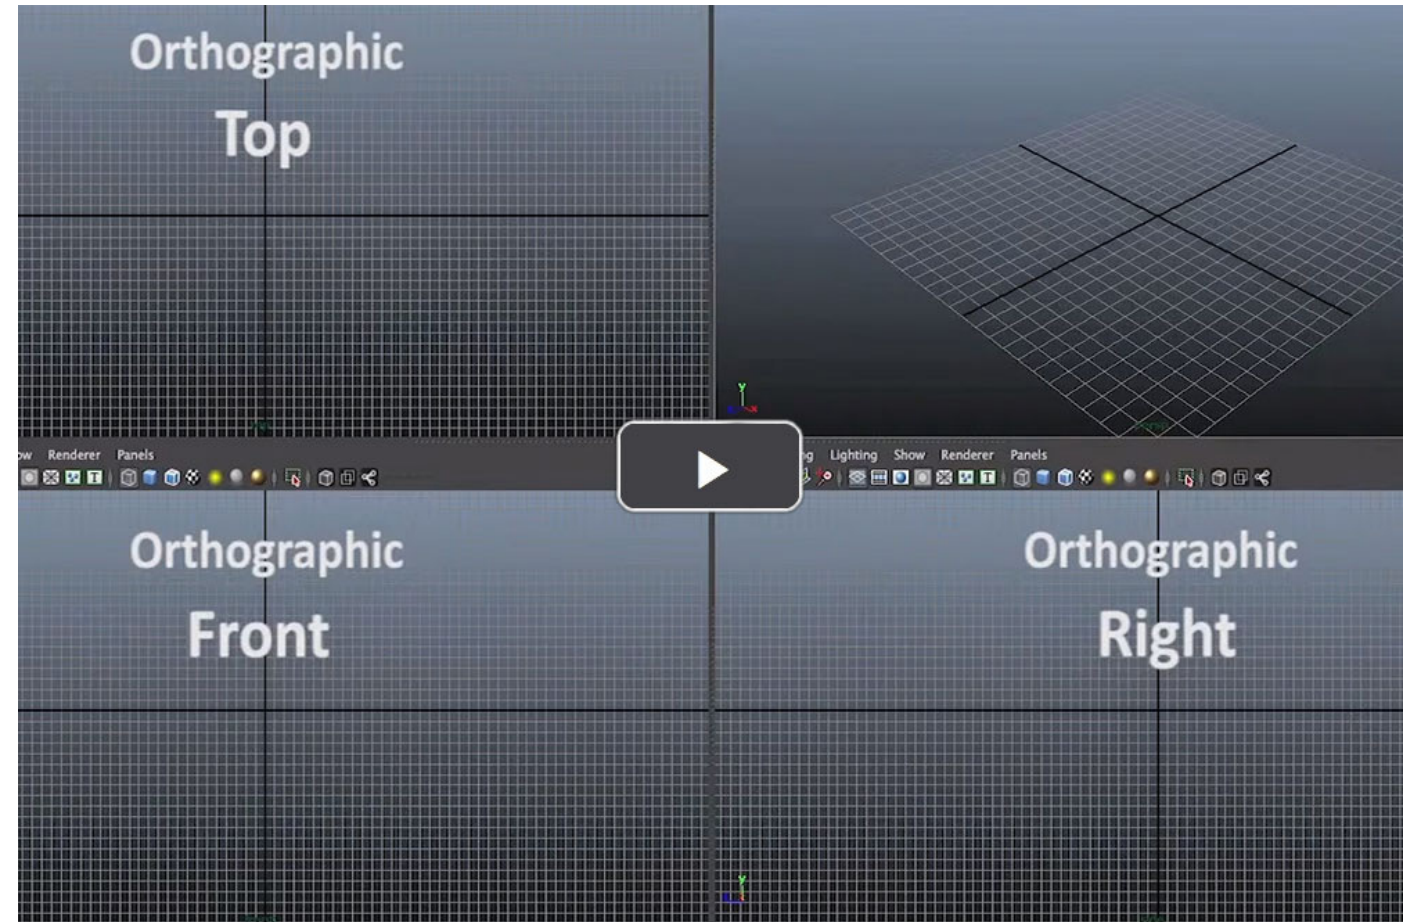 Orthographic
Top
Y
Renderer Panels
Lighting Show Renderer Panels
Orthographic
Front
Orthographic
Right
Y